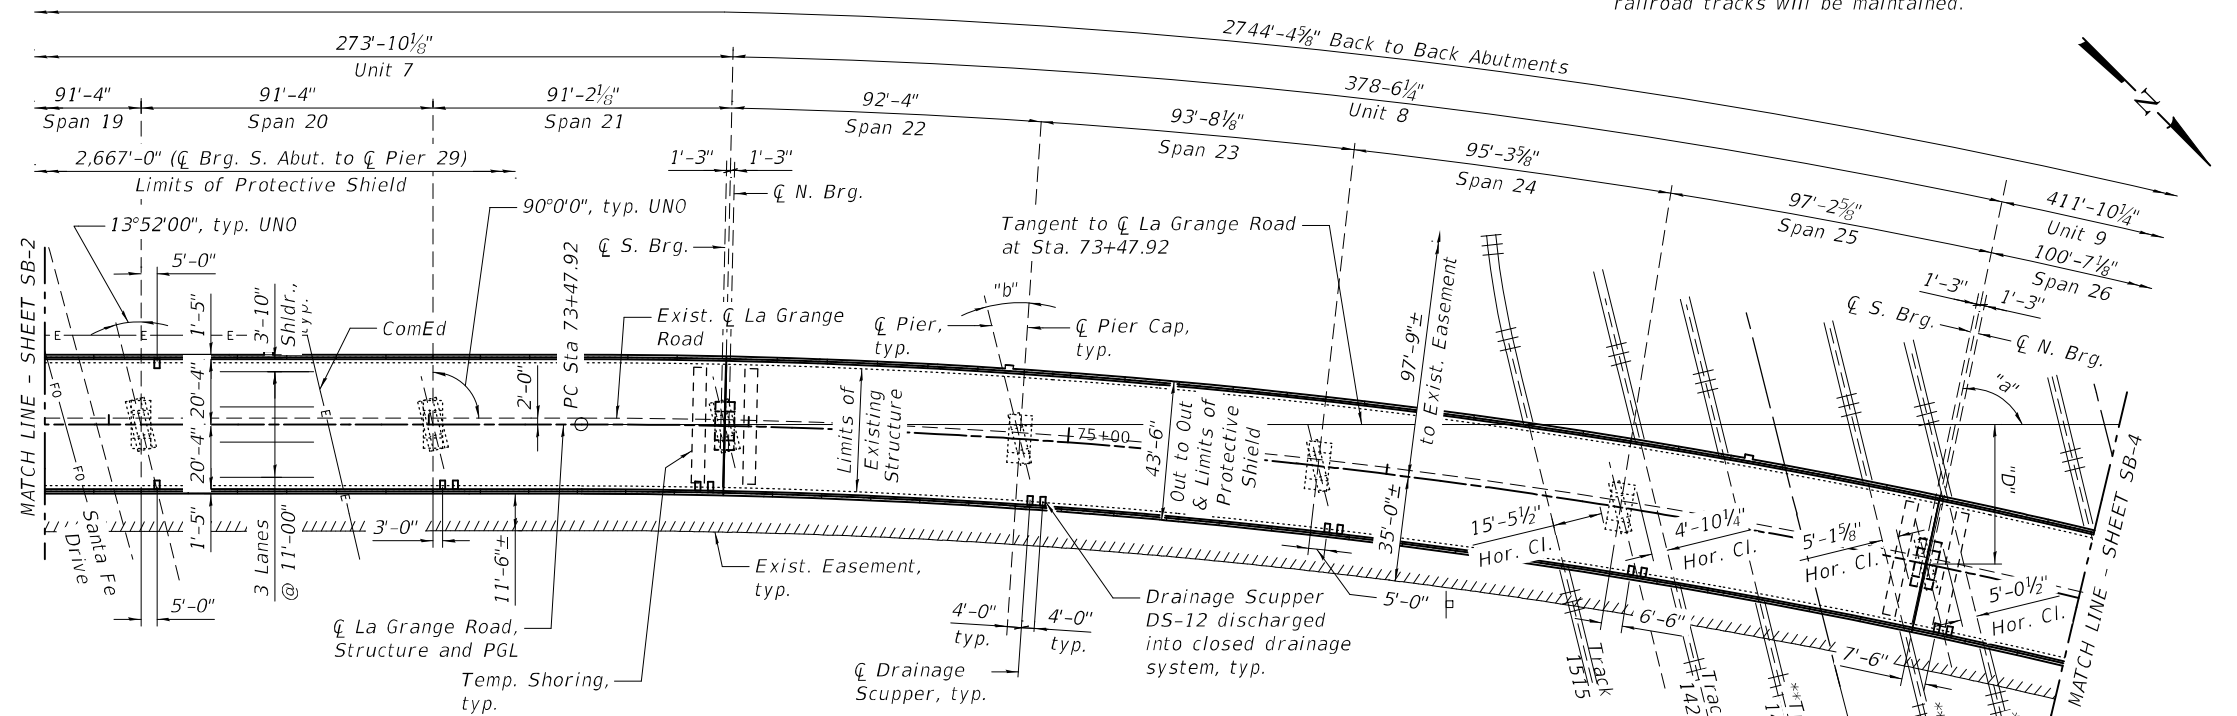 railroad tracks will be maintained.
2744'-4⅝" Back to Back Abutments
273'-10⅛"
Unit 7
378-6¼"
Unit 8
411'-10¼"
Unit 9
91'-4"
Span 19
91'-4"
Span 20
91'-2⅛"
Span 21
92'-4"
Span 22
93'-8⅛"
Span 23
95'-3⅝"
Span 24
97'-2⅝"
Span 25
100'-7⅛"
Span 26
N
2,667'-0" (℄ Brg. S. Abut. to ℄ Pier 29)
Limits of Protective Shield
1'-3"
1'-3"
℄ N. Brg.
℄ S. Brg.
13°52'00", typ. UNO
90°0'0", typ. UNO
Tangent to ℄ La Grange Road
at Sta. 73+47.92
PC Sta 73+47.92
MATCH LINE - SHEET SB-2
5'-0"
1'-5"
3'-10"
Shldr.,
typ.
ComEd
Exist. ℄ La Grange
Road
"b"
℄ Pier,
typ.
℄ Pier Cap,
typ.
97'-9"±
to Exist. Easement
1'-3"
1'-3"
℄ S. Brg.
℄ N. Brg.
"a"
E
E
E
E
E
FO
FO
20'-4"
20'-4"
1'-5"
2'-0"
Limits of
Existing
Structure
75+00
43'-6"
Out to Out
& Limits of
Protective
Shield
"D"
MATCH LINE - SHEET SB-4
Santa Fe
Drive
3 Lanes
@ 11'-00"
3'-0"
11'-6"±
35'-0"±
15'-5½"
Hor. Cl.
4'-10¼"
Hor. Cl.
5'-1⅝"
Hor. Cl.
5'-0½"
Hor. Cl.
5'-0"
Exist. Easement,
typ.
4'-0"
typ.
4'-0"
typ.
Drainage Scupper
DS-12 discharged
into closed drainage
system, typ.
5'-0"
6'-6"
7'-6"
℄ La Grange Road,
Structure and PGL
Temp. Shoring,
typ.
℄ Drainage
Scupper, typ.
Track
1515